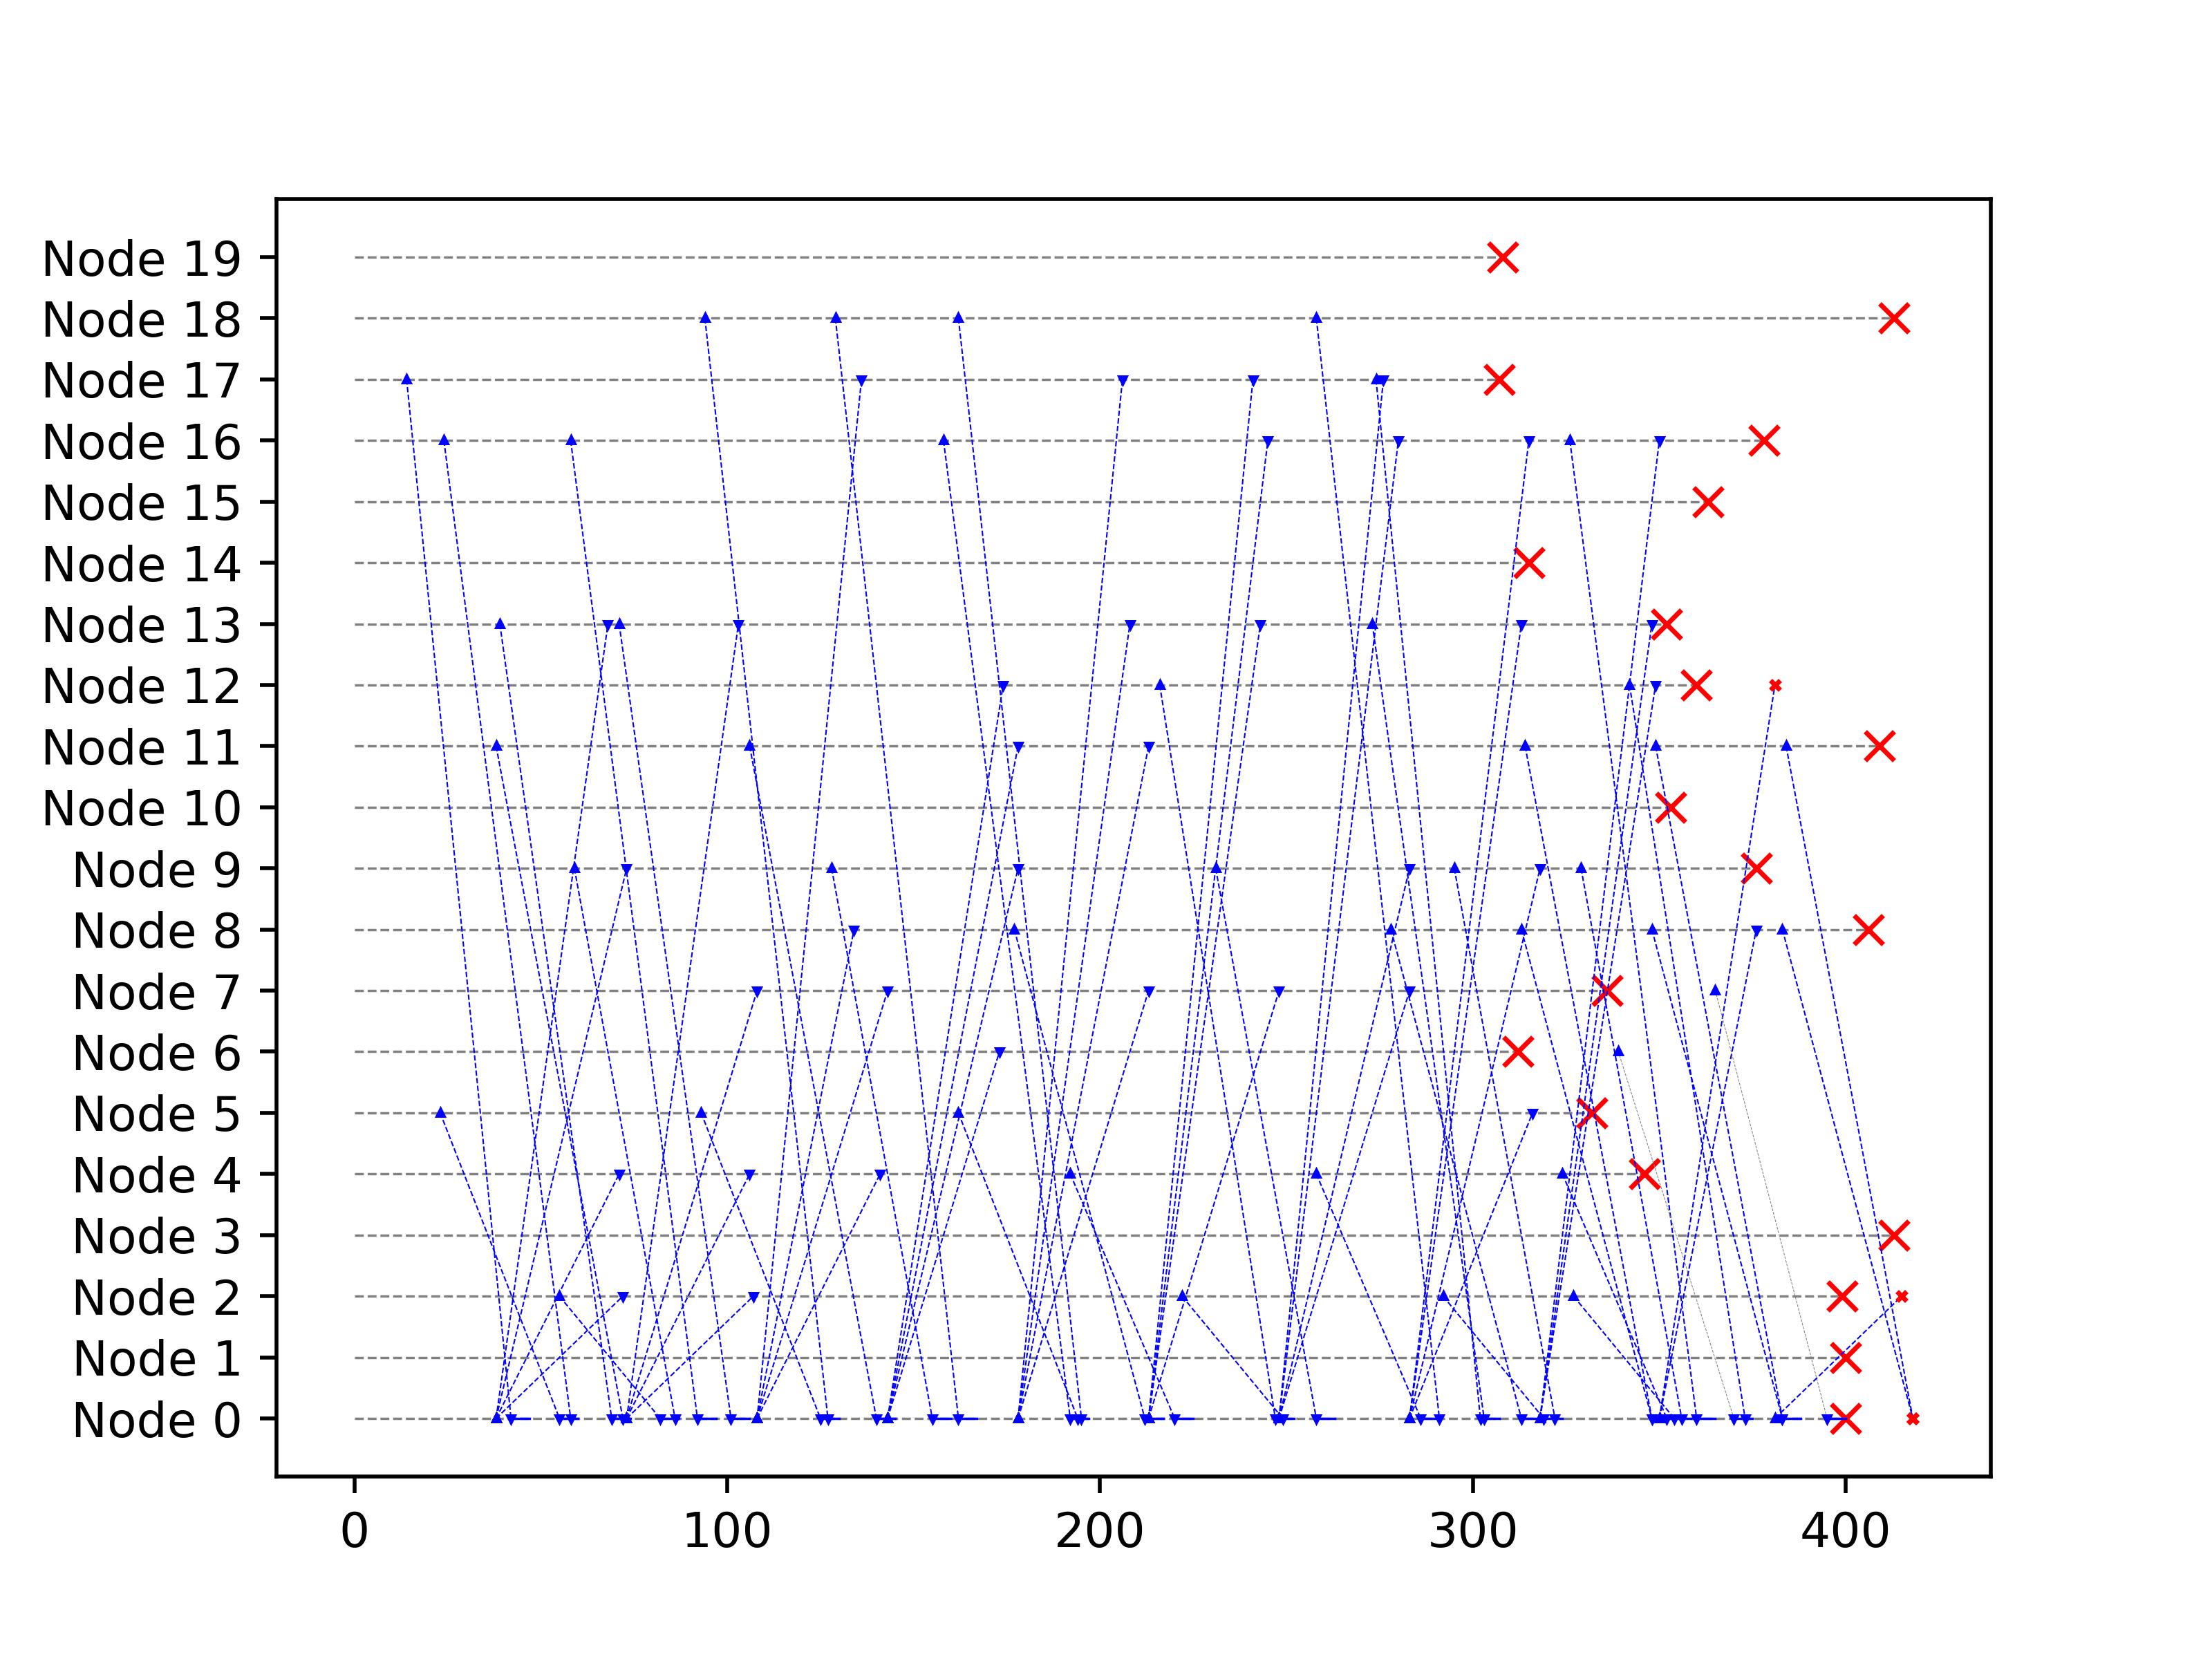 Node 19
Node 18
Node 17
Node 16
Node 15
Node 14
Node 13
Node 12
Node 11
Node 10
Node 9
Node 8
Node 7
Node 6
Node 5
Node 4
Node 3
Node 2
Node 1
Node 0
0 100 200 300 400